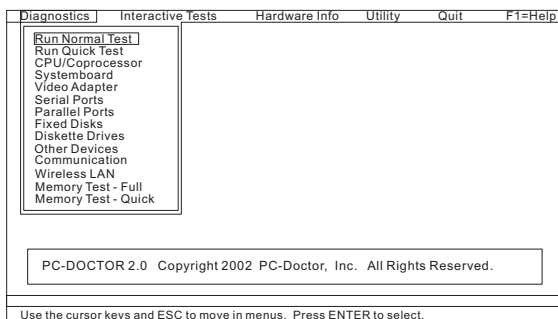 Diagnostics Interactive Tests Hardware Info Utility Quit F1=Help
Run Normal Test
Run Quick Test
CPU/Coprocessor
Systemboard
Video Adapter
Serial Ports
Parallel Ports
Fixed Disks
Diskette Drives
Other Devices
Communication
Wireless LAN
Memory Test - Full
Memory Test - Quick
PC-DOCTOR 2.0 Copyright 2002 PC-Doctor, Inc. All Rights Reserved.
Use the cursor keys and ESC to move in menus. Press ENTER to select.